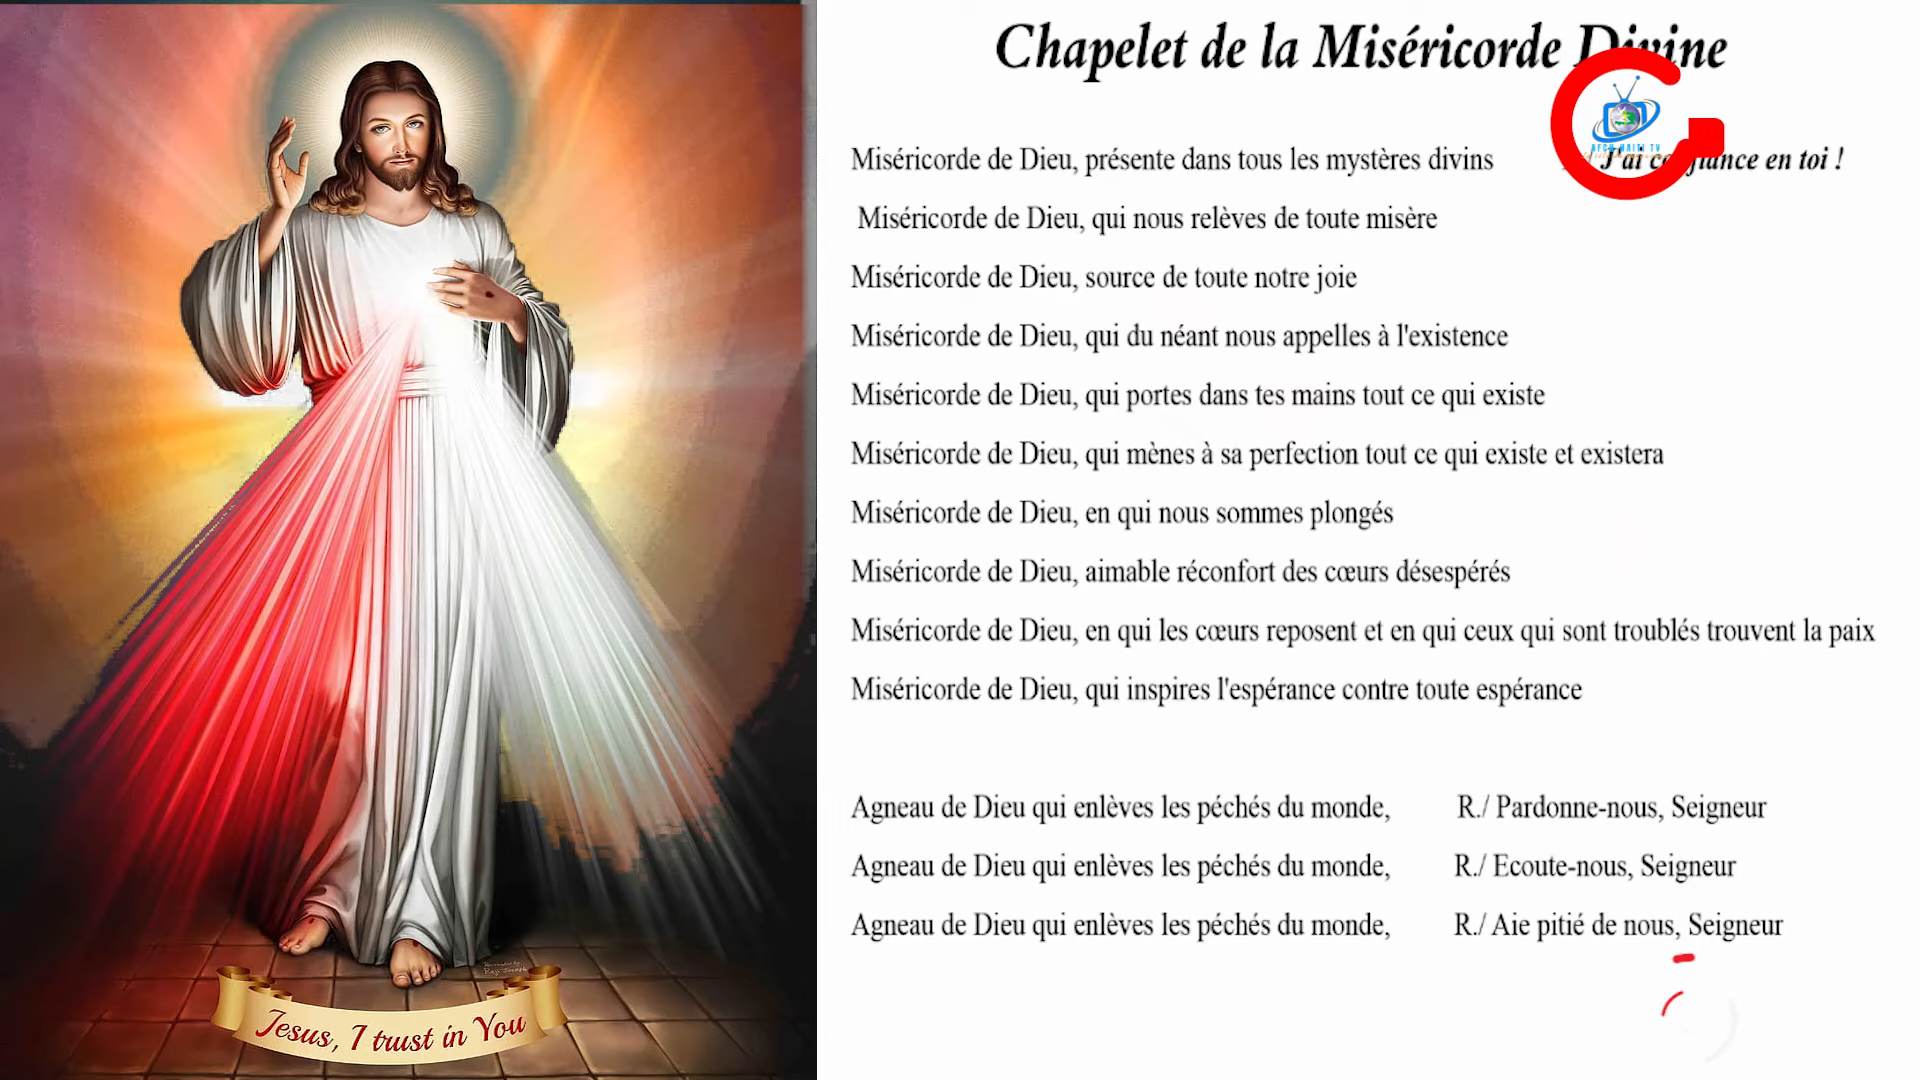 Chapelet de la Miséricorde Divine
Miséricorde de Dieu, présente dans tous les mystères divins J'ai confiance en toi !
Miséricorde de Dieu, qui nous relèves de toute misère
Miséricorde de Dieu, source de toute notre joie
Miséricorde de Dieu, qui du néant nous appelles à l'existence
Miséricorde de Dieu, qui portes dans tes mains tout ce qui existe
Miséricorde de Dieu, qui mènes à sa perfection tout ce qui existe et existera
Miséricorde de Dieu, en qui nous sommes plongés
Miséricorde de Dieu, aimable réconfort des cœurs désespérés
Miséricorde de Dieu, en qui les cœurs reposent et en qui ceux qui sont troublés trouvent la paix
Miséricorde de Dieu, qui inspires l'espérance contre toute espérance
Agneau de Dieu qui enlèves les péchés du monde, R./ Pardonne-nous, Seigneur
Agneau de Dieu qui enlèves les péchés du monde, R./ Ecoute-nous, Seigneur
Agneau de Dieu qui enlèves les péchés du monde, R./ Aie pitié de nous, Seigneur
Jesus, I trust in You
HAITI TV